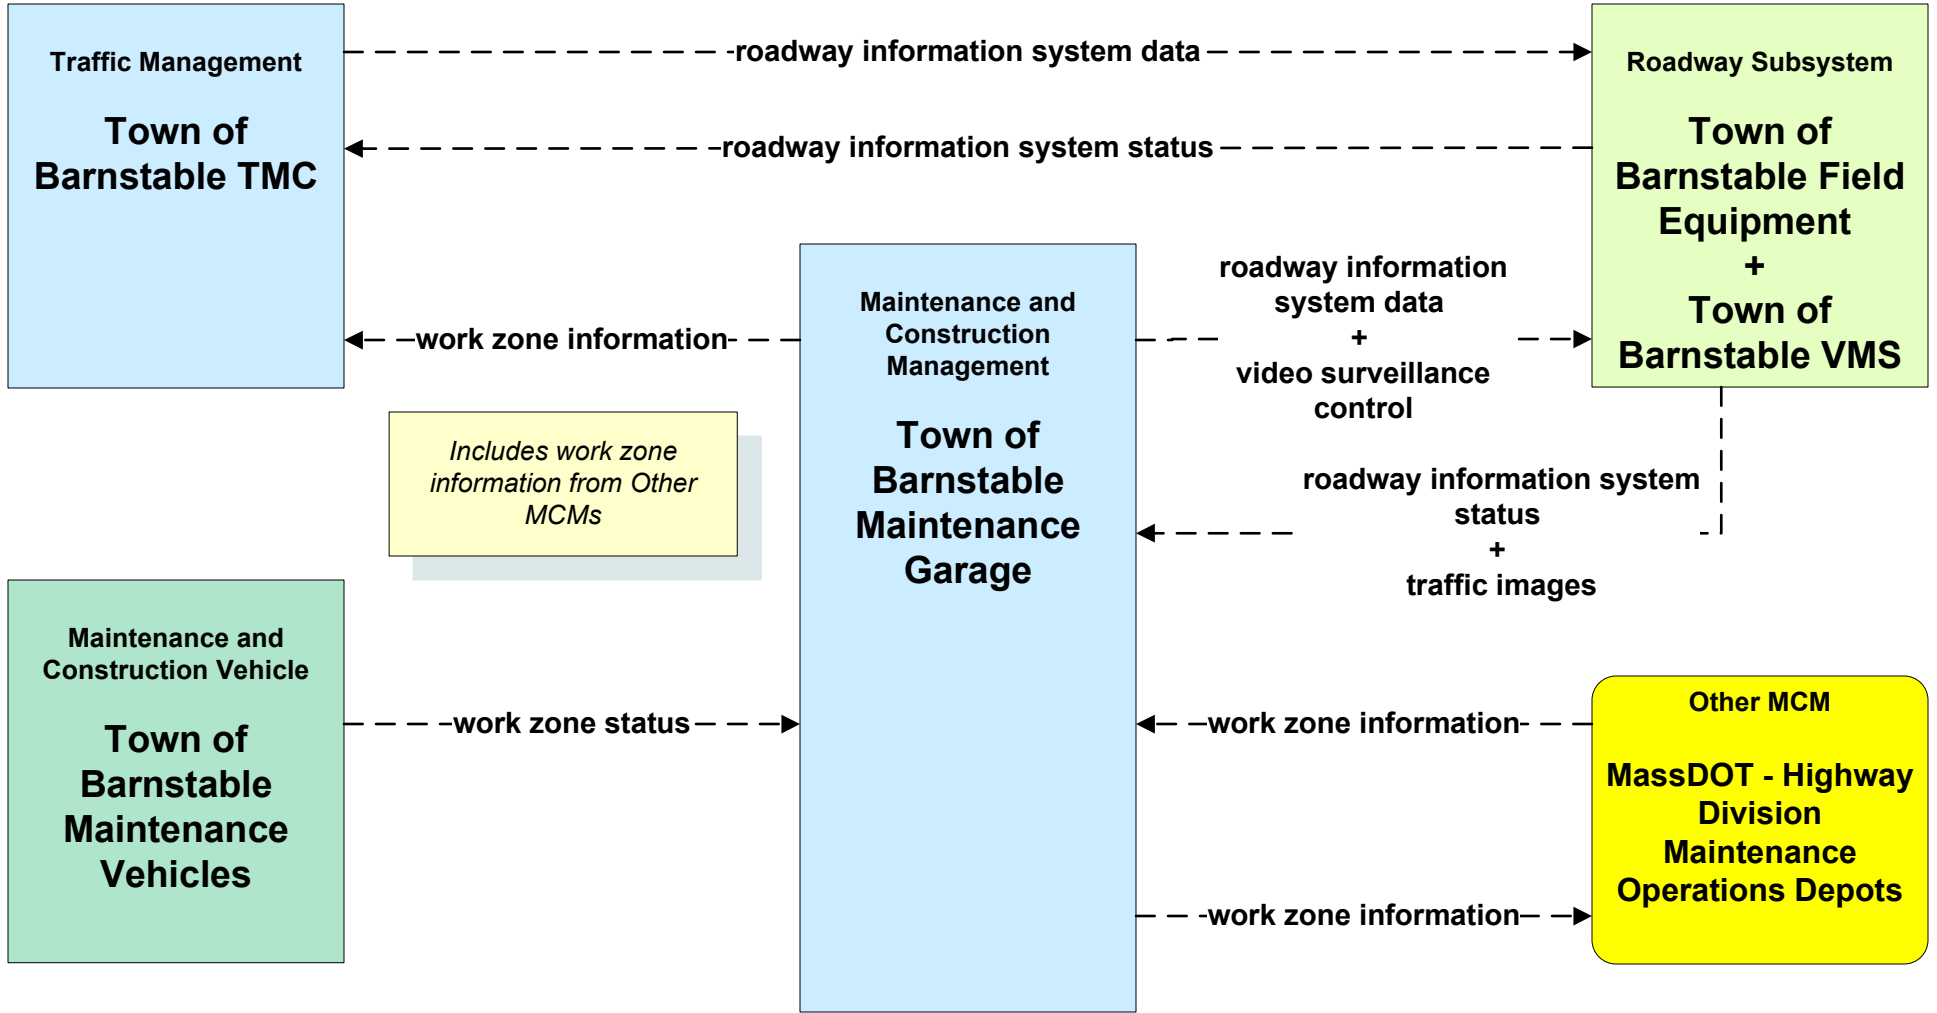 Traffic Management
Town of
Barnstable TMC
roadway information system data
roadway information system status
Roadway Subsystem
Town of
Barnstable Field
Equipment
+
Town of
Barnstable VMS
work zone information
Maintenance and
Construction
Management
Town of
Barnstable
Maintenance
Garage
roadway information
system data
+
video surveillance
control
Includes work zone
information from Other
MCMs
roadway information system
status
+
traffic images
Maintenance and
Construction Vehicle
Town of
Barnstable
Maintenance
Vehicles
work zone status
work zone information
Other MCM
MassDOT - Highway
Division
Maintenance
Operations Depots
work zone information